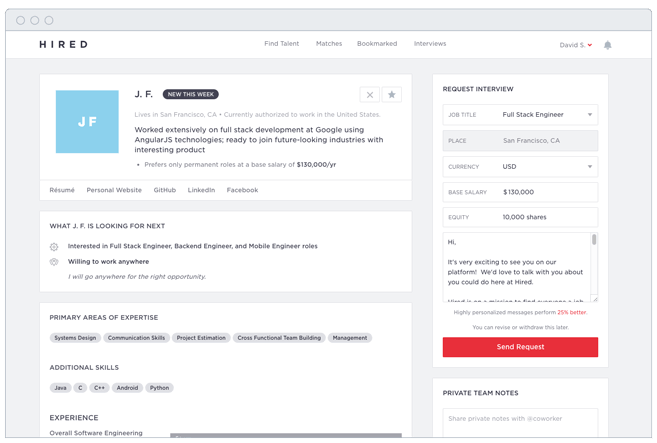 HIRED
Find Talent
Matches
Bookmarked
Interviews
David S.
J F
J. F.
NEW THIS WEEK
Lives in San Francisco, CA • Currently authorized to work in the United States.
Worked extensively on full stack development at Google using
AngularJS technologies; ready to join future-looking industries with
interesting product
• Prefers only permanent roles at a base salary of $130,000/yr
Résumé
Personal Website
GitHub
LinkedIn
Facebook
WHAT J. F. IS LOOKING FOR NEXT
Interested in Full Stack Engineer, Backend Engineer, and Mobile Engineer roles
Willing to work anywhere
I will go anywhere for the right opportunity.
PRIMARY AREAS OF EXPERTISE
Systems Design
Communication Skills
Project Estimation
Cross Functional Team Building
Management
ADDITIONAL SKILLS
Java
C
C++
Android
Python
EXPERIENCE
Overall Software Engineering
REQUEST INTERVIEW
JOB TITLE
Full Stack Engineer
PLACE
San Francisco, CA
CURRENCY
USD
BASE SALARY
$130,000
EQUITY
10,000 shares
Hi,
It's very exciting to see you on our
platform! We'd love to talk with you about
you could do here at Hired.
Hired is on a mission to find everyone a job
Highly personalized messages perform 25% better.
You can revise or withdraw this later.
Send Request
PRIVATE TEAM NOTES
Share private notes with @coworker